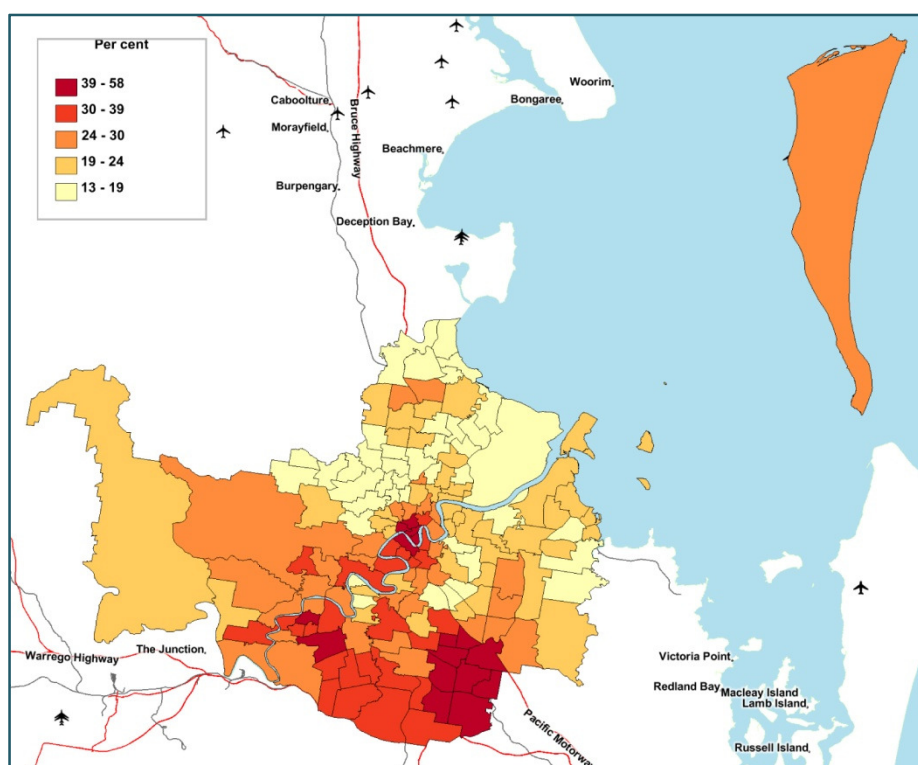 Per cent
39 - 58
30 - 39
24 - 30
19 - 24
13 - 19
Woorim
Bongaree
Caboolture
Bruce Highway
Morayfield
Beachmere
Burpengary
Deception Bay
Warrego Highway
The Junction
Victoria Point
Redland Bay
Macleay Island
Lamb Island
Pacific Motorway
Russell Island